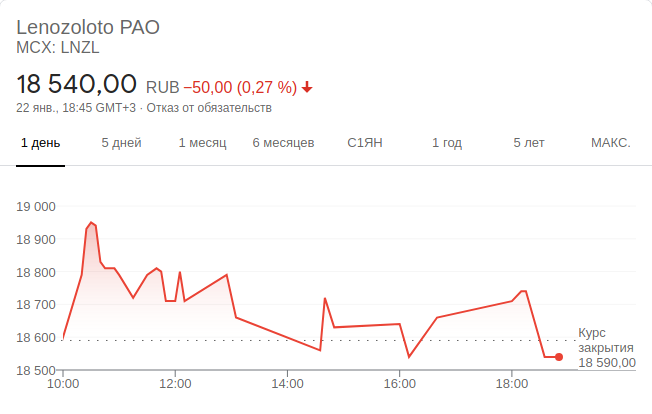 Lenozoloto PAO
MCX: LNZL
18 540,00 RUB −50,00 (0,27 %)
22 янв., 18:45 GMT+3 · Отказ от обязательств
1 день 5 дней 1 месяц 6 месяцев С1ЯН 1 год 5 лет МАКС.
19 000
18 900
18 800
18 700
18 600
18 500
Курс
закрытия
18 590,00
10:00 12:00 14:00 16:00 18:00